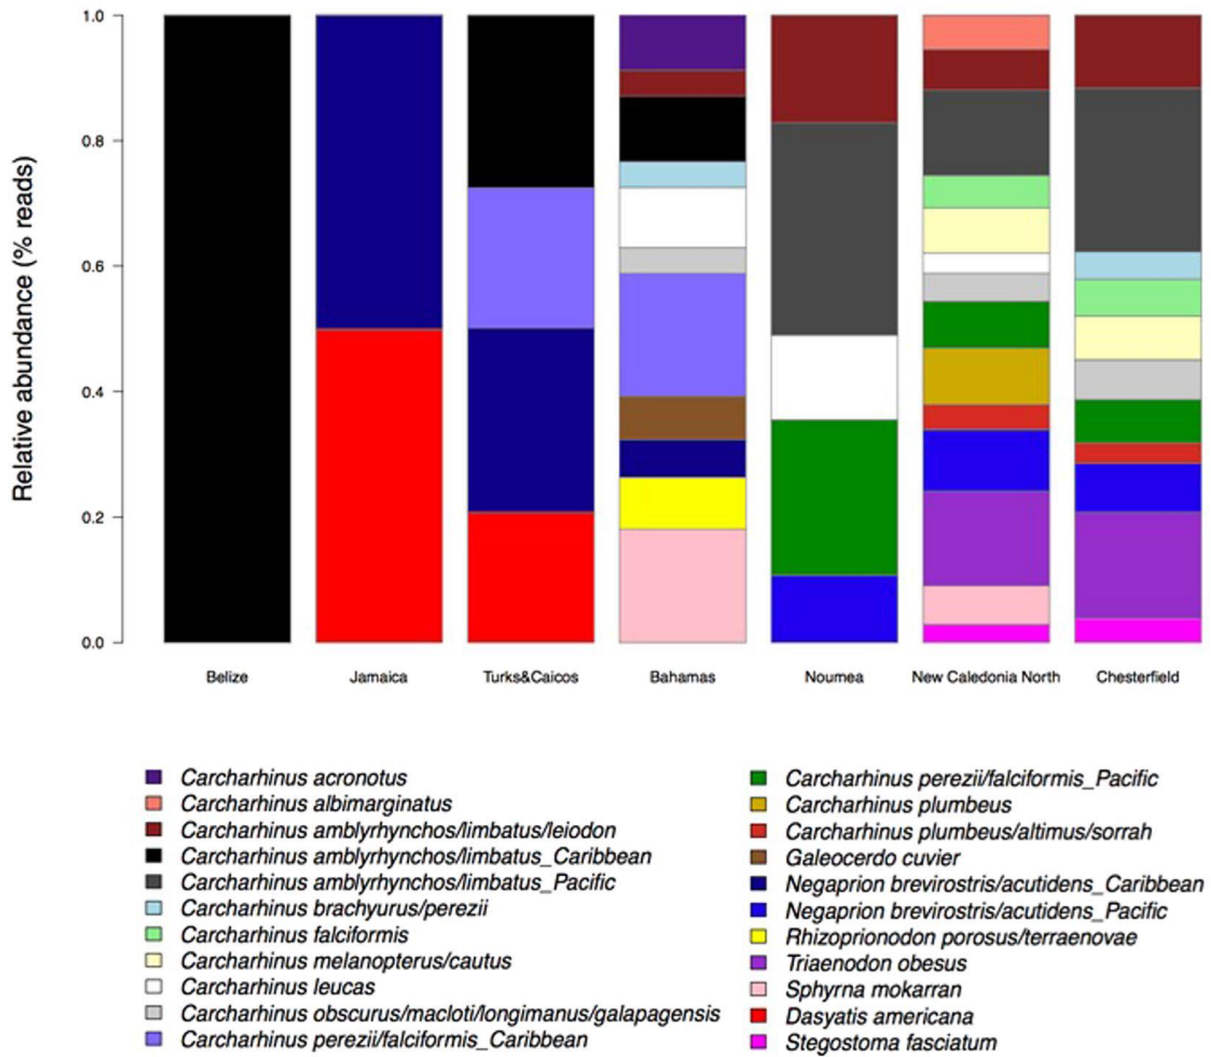 Relative abundance (% reads)
1.0
0.8
0.6
0.4
0.2
0.0
Belize Jamaica Turks&Caicos Bahamas Noumea New Caledonia North Chesterfield
Carcharhinus acronotus
Carcharhinus albimarginatus
Carcharhinus amblyrhynchos/limbatus/leiodon
Carcharhinus amblyrhynchos/limbatus_Caribbean
Carcharhinus amblyrhynchos/limbatus_Pacific
Carcharhinus brachyurus/perezii
Carcharhinus falciformis
Carcharhinus melanopterus/cautus
Carcharhinus leucas
Carcharhinus obscurus/macloti/longimanus/galapagensis
Carcharhinus perezii/falciformis_Caribbean
Carcharhinus perezii/falciformis_Pacific
Carcharhinus plumbeus
Carcharhinus plumbeus/altimus/sorrah
Galeocerdo cuvier
Negaprion brevirostris/acutidens_Caribbean
Negaprion brevirostris/acutidens_Pacific
Rhizoprionodon porosus/terraenovae
Triaenodon obesus
Sphyrna mokarran
Dasyatis americana
Stegostoma fasciatum